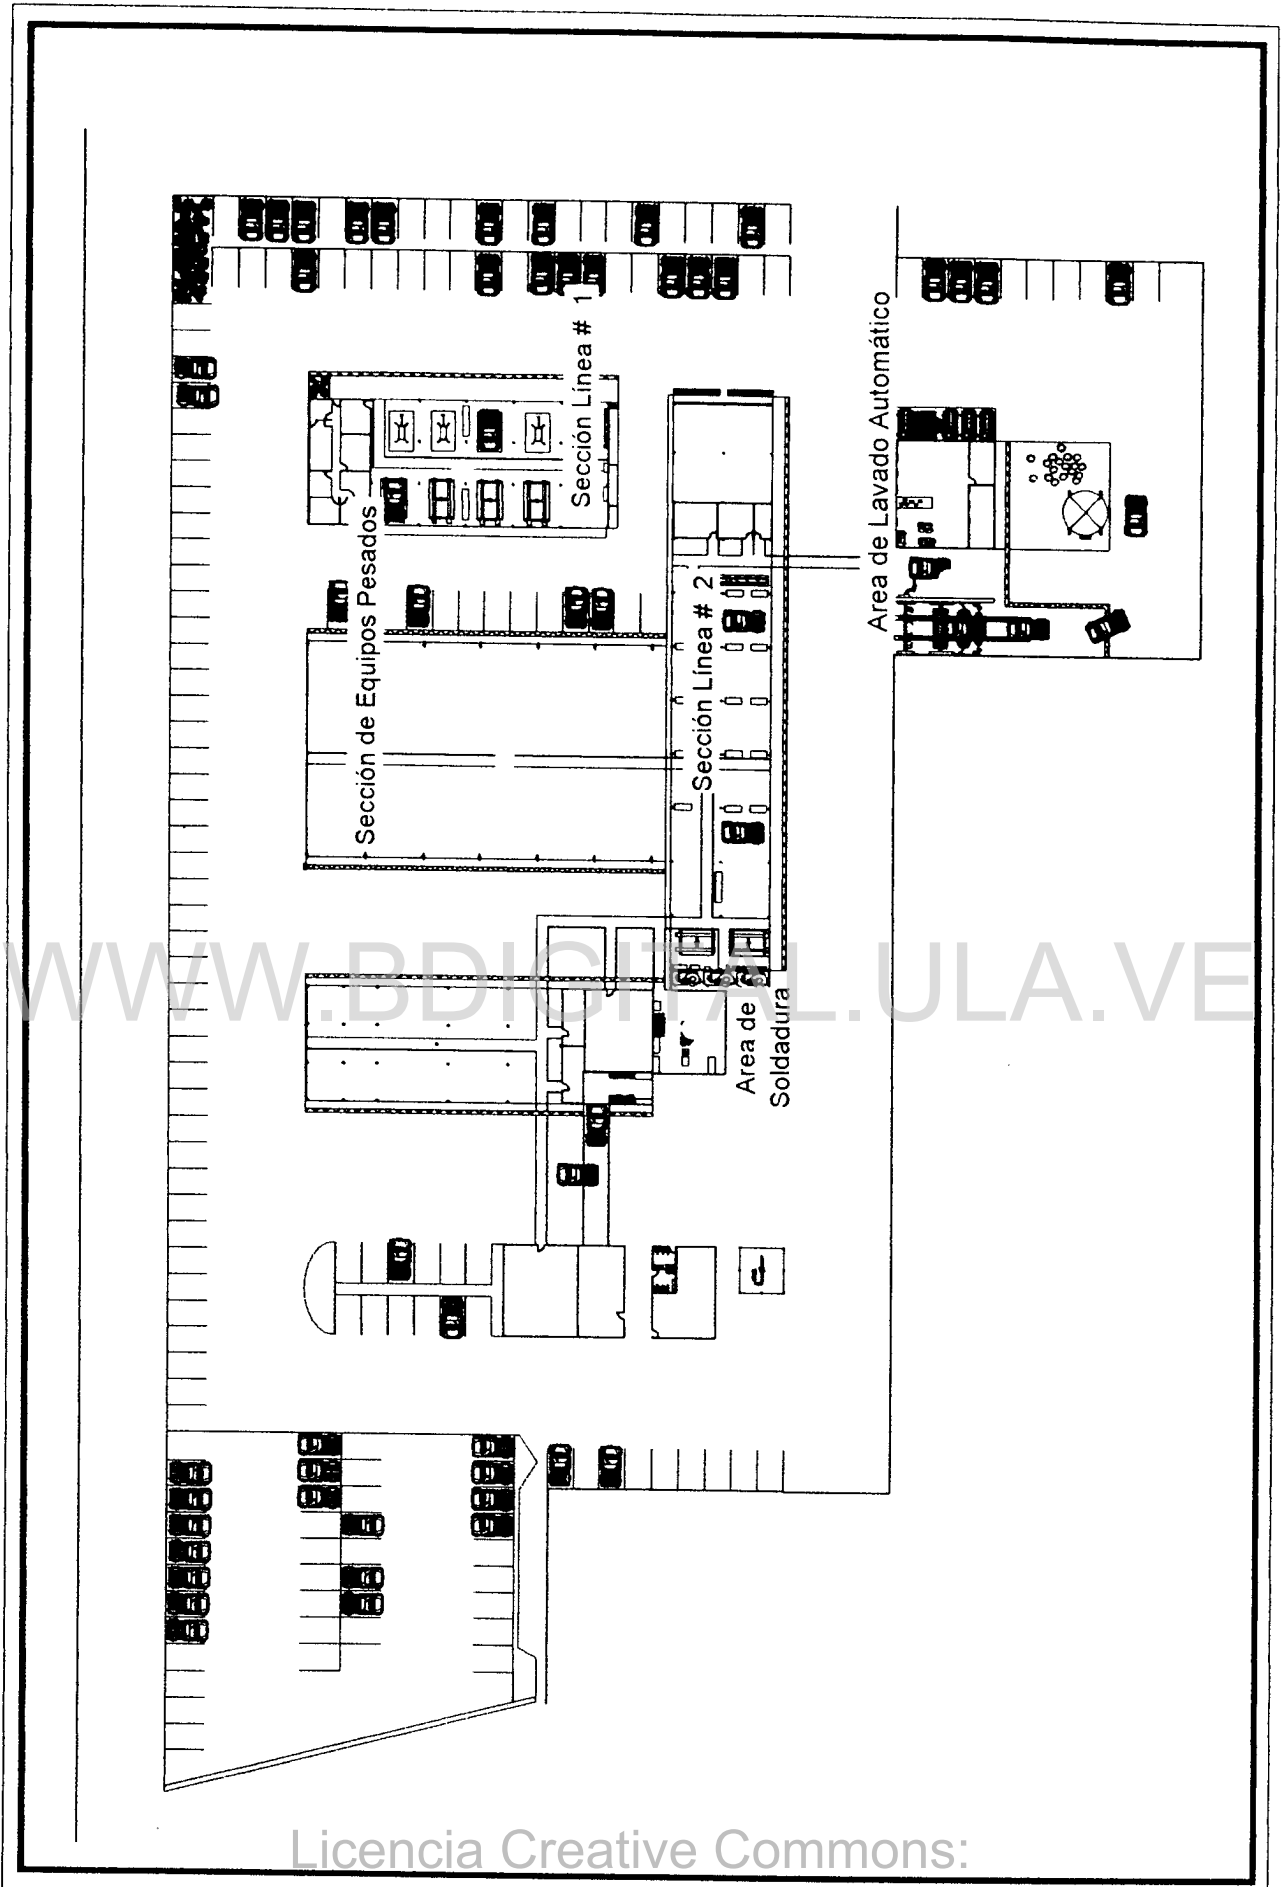 Sección Línea # 1
Sección de Equipos Pesados
Area de Lavado Automático
Sección Línea # 2
WWW.BDIGITAL.ULA.VE
Area de
Soldadura
Licencia Creative Commons: